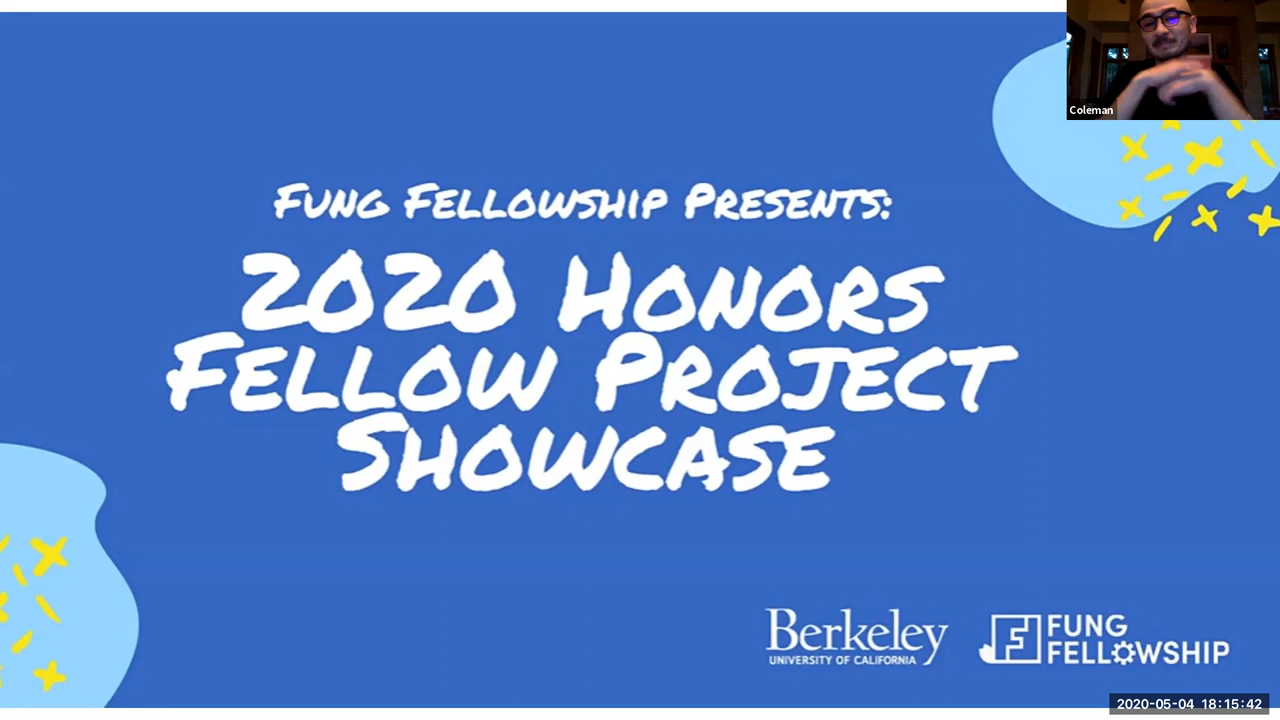 Coleman
Fung Fellowship Presents:
2020 Honors
Fellow Project
Showcase
Berkeley
UNIVERSITY OF CALIFORNIA
FUNG
FELLOWSHIP
2020-05-04 18:15:42